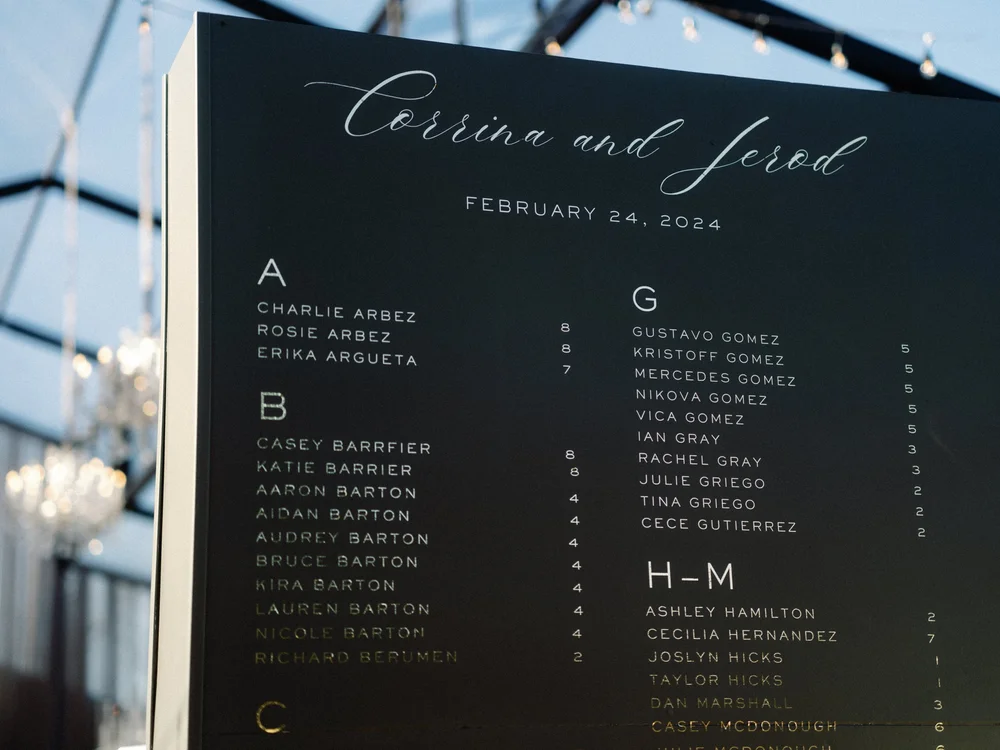 Corrina and Jerod
FEBRUARY 24, 2024
A
CHARLIE ARBEZ 8
ROSIE ARBEZ 8
ERIKA ARGUETA 7
B
CASEY BARRFIER 8
KATIE BARRIER 8
AARON BARTON 4
AIDAN BARTON 4
AUDREY BARTON 4
BRUCE BARTON 4
KIRA BARTON 4
LAUREN BARTON 4
NICOLE BARTON 4
RICHARD BERUMEN 2
C
G
GUSTAVO GOMEZ 5
KRISTOFF GOMEZ 5
MERCEDES GOMEZ 5
NIKOVA GOMEZ 5
VICA GOMEZ 5
IAN GRAY 3
RACHEL GRAY 3
JULIE GRIEGO 2
TINA GRIEGO 2
CECE GUTIERREZ 2
H–M
ASHLEY HAMILTON 2
CECILIA HERNANDEZ 7
JOSLYN HICKS 1
TAYLOR HICKS 1
DAN MARSHALL 3
CASEY MCDONOUGH 6